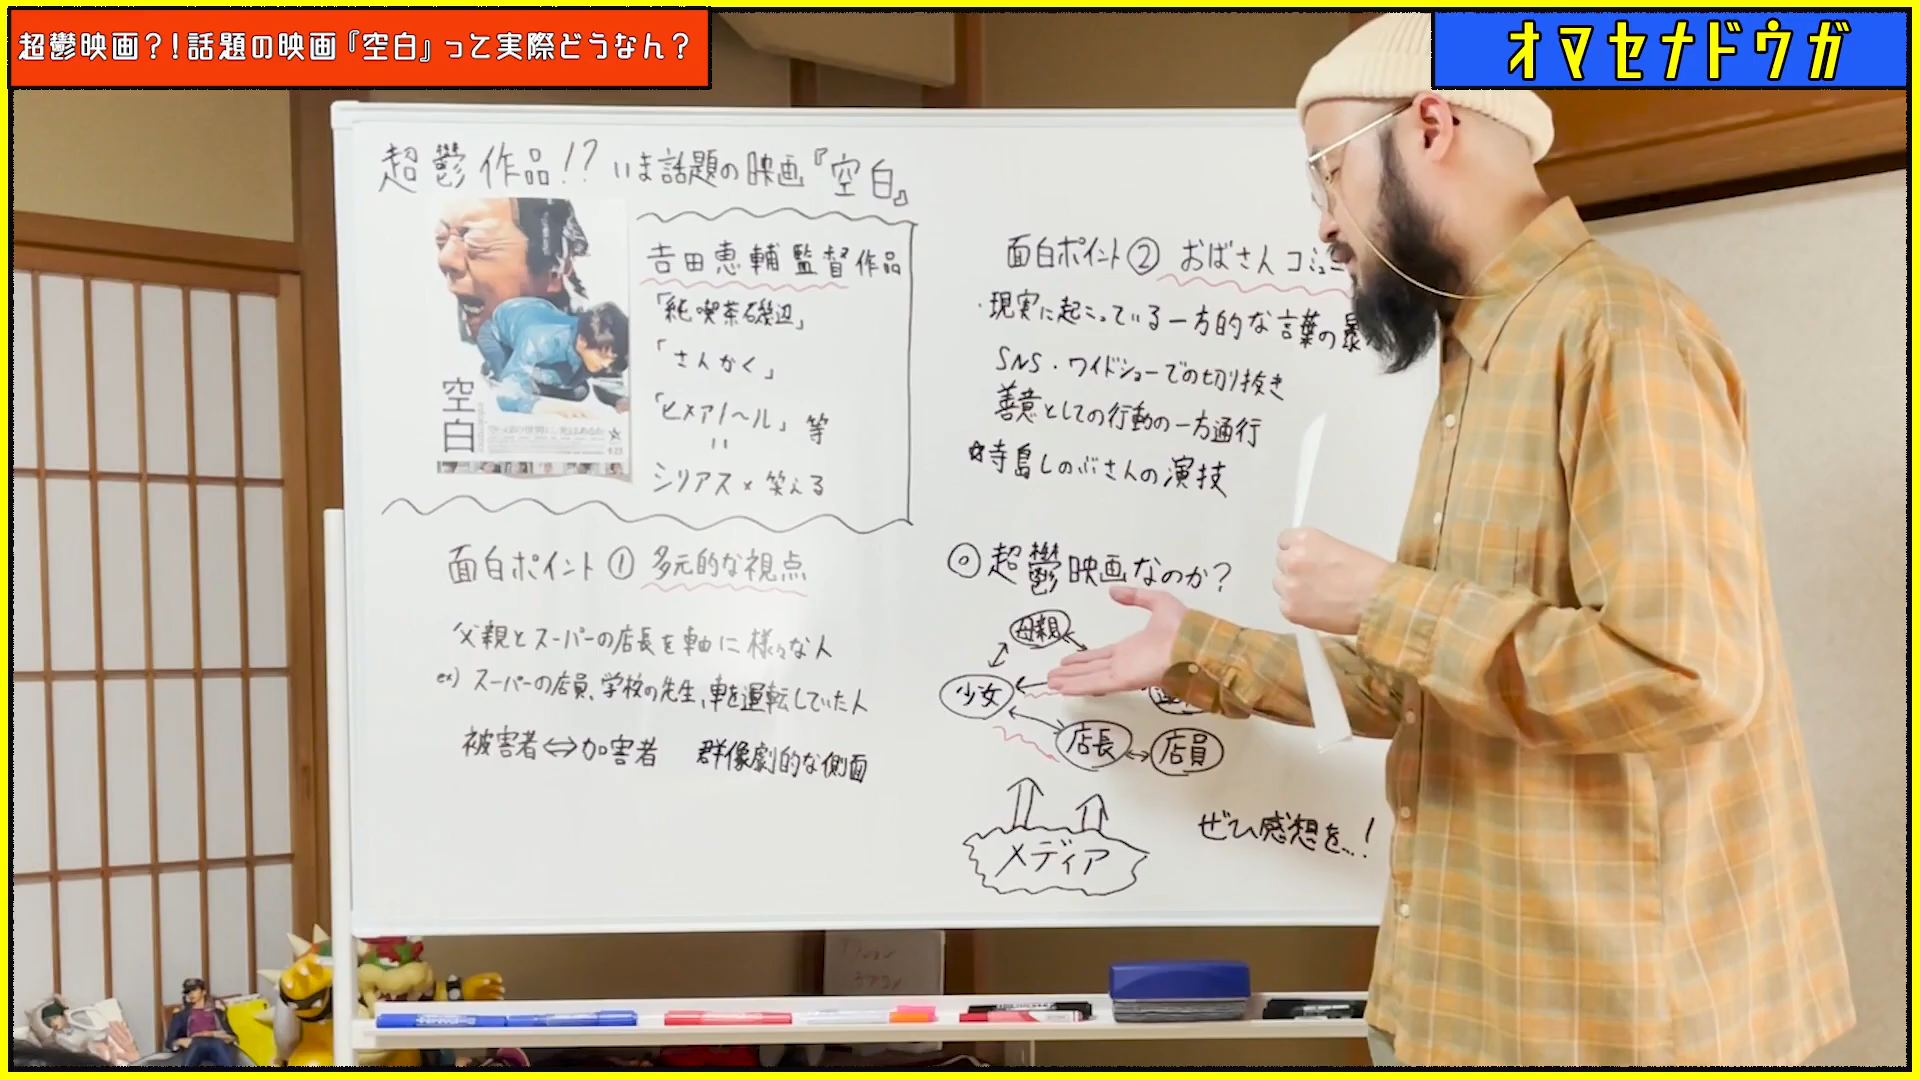 超鬱映画?!話題の映画『空白』って実際どうなん?
オマセナドウガ
超鬱作品!? いま話題の映画『空白』
吉田恵輔監督作品
「純喫茶磯辺」
「さんかく」
「ヒメアノ〜ル」等
シリアス×笑える
空白
面白ポイント① 多元的な視点
父親とスーパーの店長を軸に様々な人
ex) スーパーの店員、学校の先生、車を運転していた人
被害者⇔加害者 群像劇的な側面
面白ポイント② おばさんコミュー
・現実に起こっている一方的な言葉の暴
SNS・ワイドショーでの切り抜き
善意としての行動の一方通行
☆寺島しのぶさんの演技
◎超鬱映画なのか?
母親
少女
店長
店員
メディア
ぜひ感想を...!